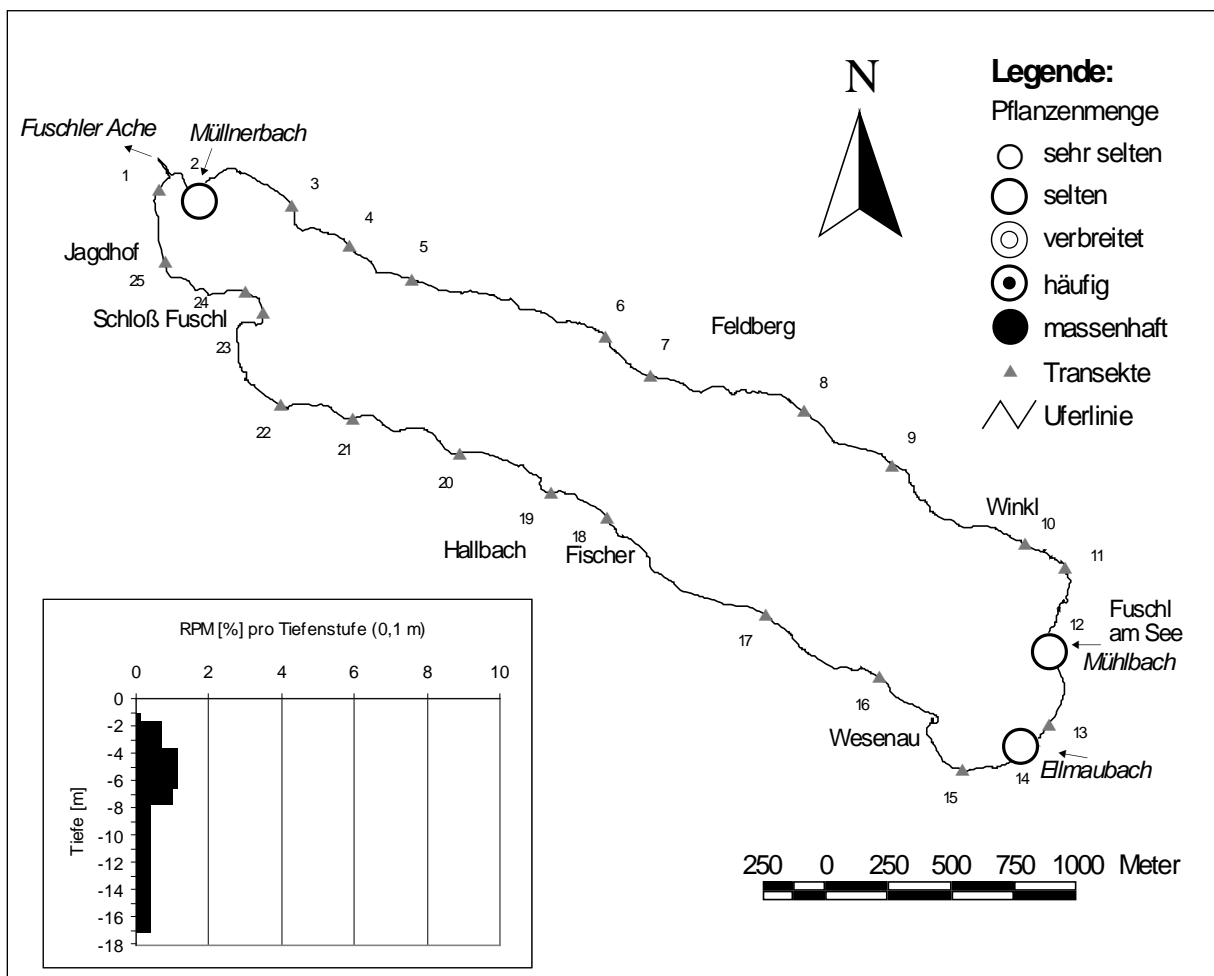 N
Legende:
Pflanzenmenge
sehr selten
selten
verbreitet
häufig
massenhaft
Transekte
Uferlinie
Fuschler Ache
Müllnerbach
1
2
3
4
5
6
7
Feldberg
8
9
Winkl
10
11
12
Fuschl
am See
Mühlbach
13
Ellmaubach
14
15
Wesenau
16
17
18
Fischer
19
Hallbach
20
21
22
23
Schloß Fuschl
24
25
Jagdhof
RPM [%] pro Tiefenstufe (0,1 m)
0 2 4 6 8 10
0
-2
-4
-6
-8
-10
-12
-14
-16
-18
Tiefe [m]
250 0 250 500 750 1000 Meter